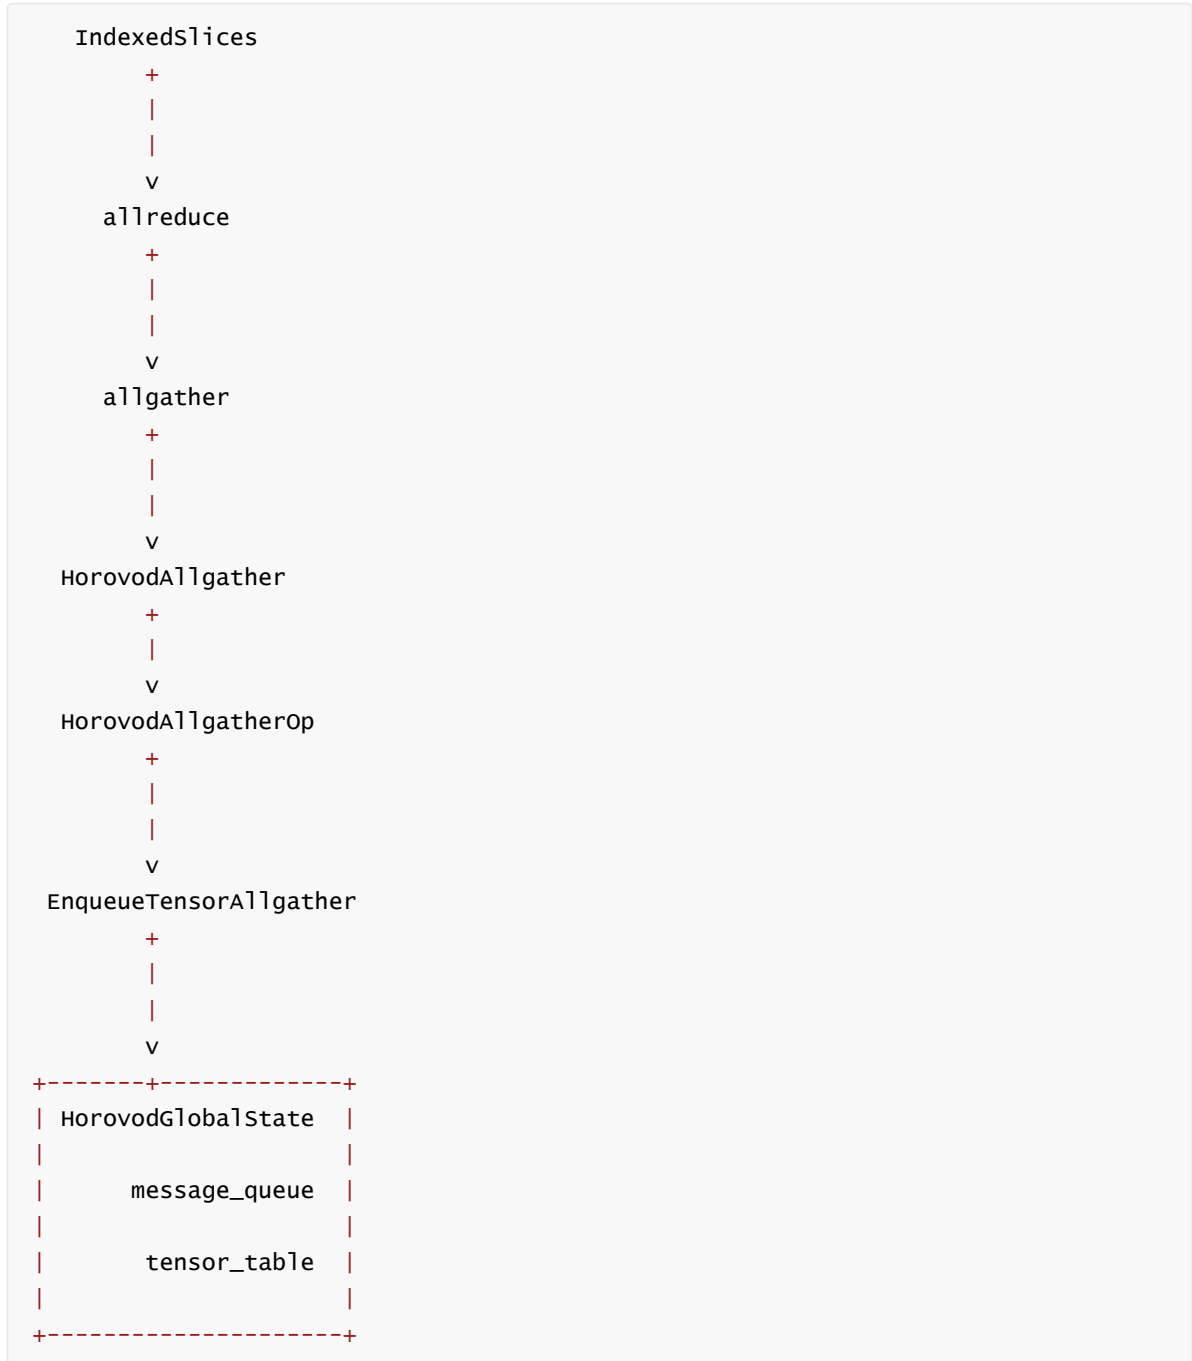 IndexedSlices
+
|
|
v
allreduce
+
|
|
v
allgather
+
|
|
v
HorovodAllgather
+
|
v
HorovodAllgatherOp
+
|
|
v
EnqueueTensorAllgather
+
|
|
v
+-------+-------------+
| HorovodGlobalState  |
|                     |
|      message_queue  |
|                     |
|       tensor_table  |
|                     |
+---------------------+